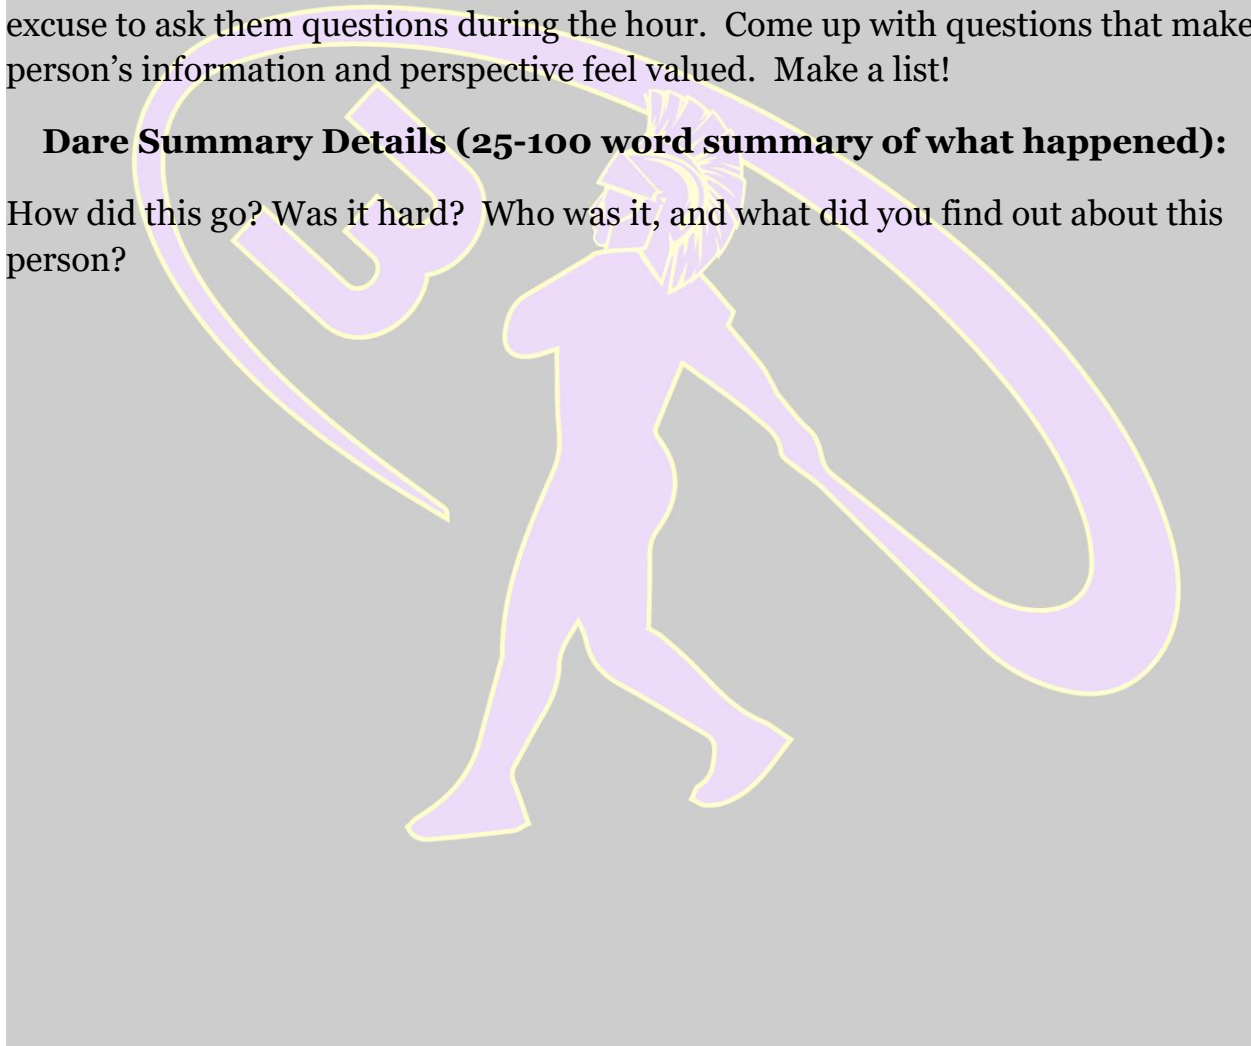 excuse to ask them questions during the hour.  Come up with questions that make
person’s information and perspective feel valued.  Make a list!
Dare Summary Details (25-100 word summary of what happened):
How did this go? Was it hard?  Who was it, and what did you find out about this
person?